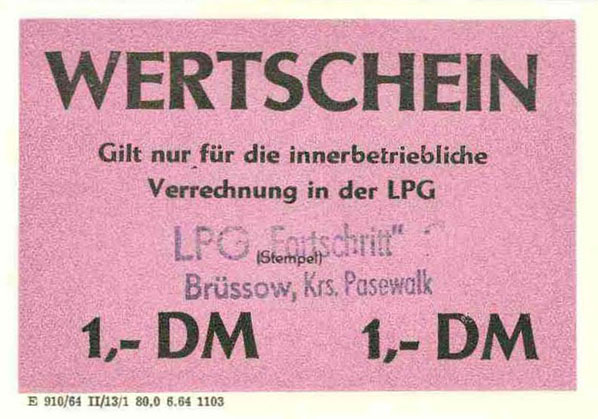 WERTSCHEIN
Gilt nur für die innerbetriebliche
Verrechnung in der LPG
LPG „Fortschritt"
(Stempel)
Brüssow, Krs. Pasewalk
1,- DM 1,- DM
E 910/64 II/13/1 80,0 6.64 1103